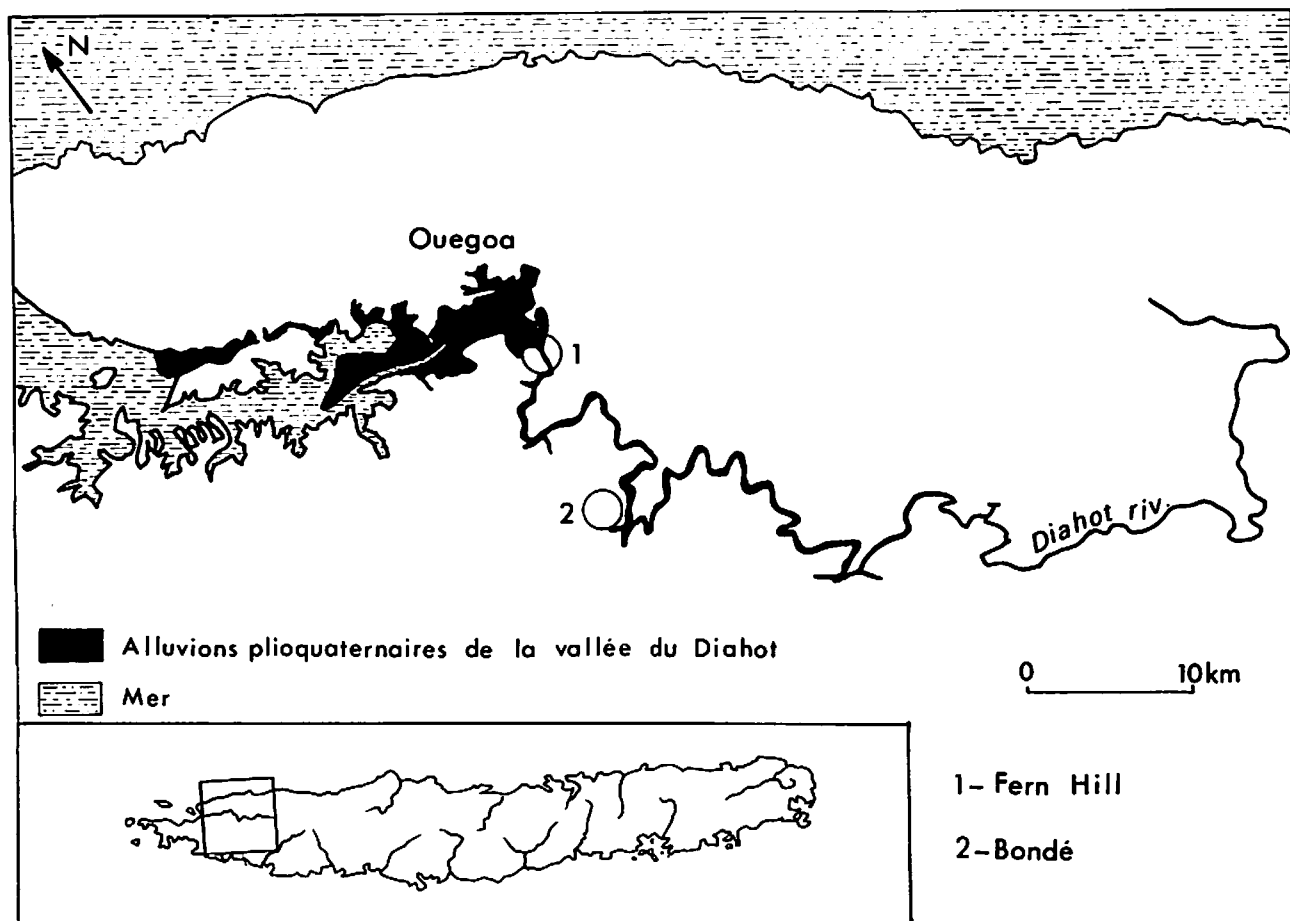 N
Ouegoa
1
2
Diahot riv.
Alluvions plioquaternaires de la vallée du Diahot
Mer
0 10km
1- Fern Hill
2- Bondé